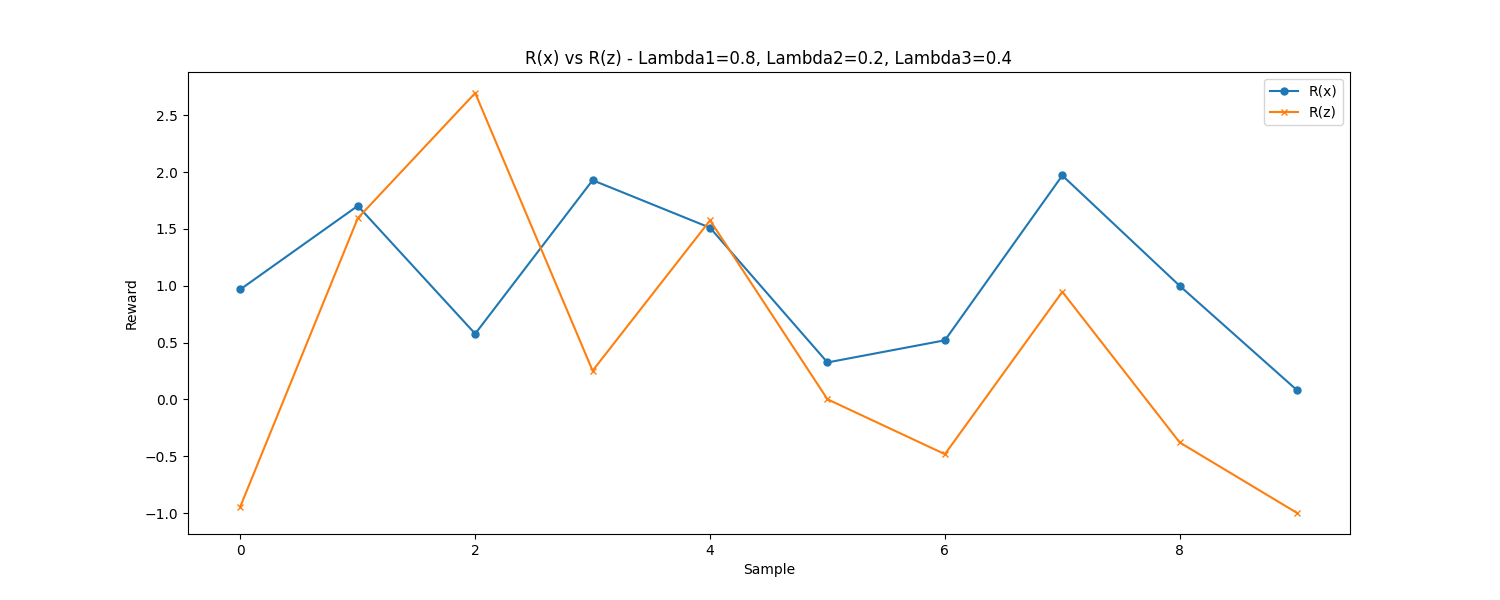 R(x) vs R(z) - Lambda1=0.8, Lambda2=0.2, Lambda3=0.4
R(x)
R(z)
2.5
2.0
1.5
1.0
0.5
0.0
−0.5
−1.0
Reward
0 2 4 6 8
Sample